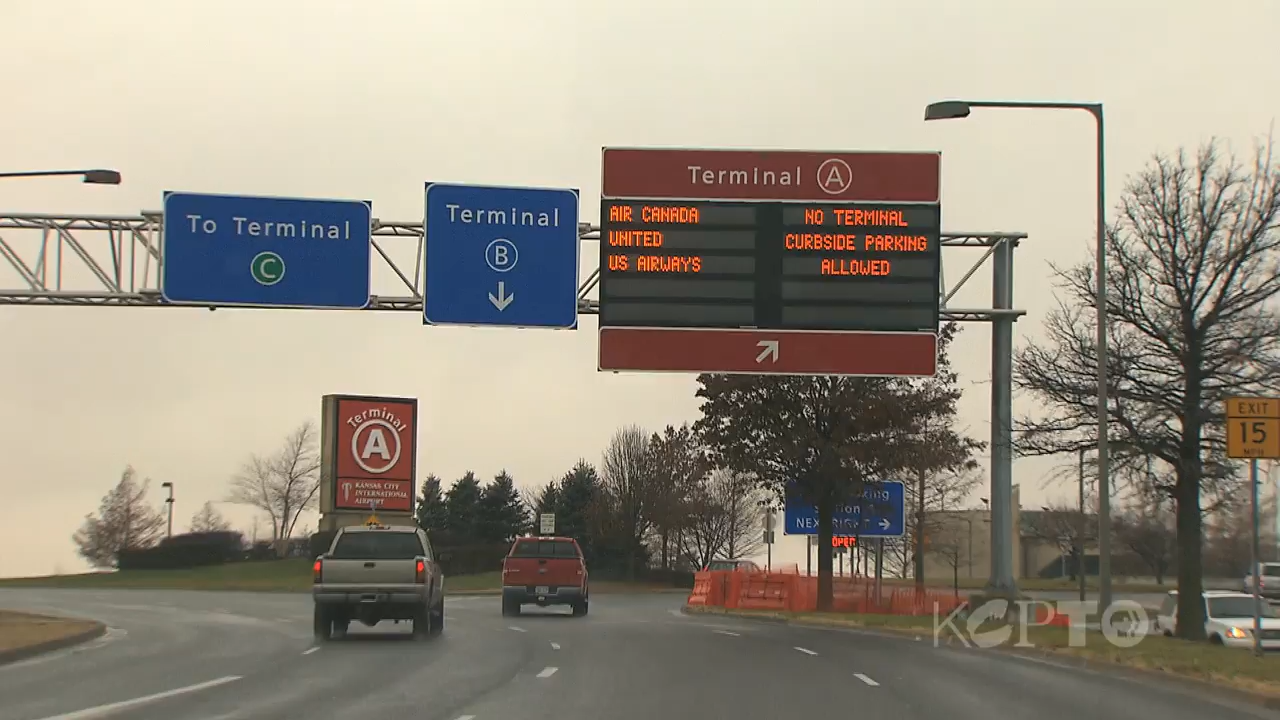 To Terminal
C
Terminal
B
Terminal A
AIR CANADA
UNITED
US AIRWAYS
NO TERMINAL
CURBSIDE PARKING
ALLOWED
Terminal
A
KANSAS CITY
INTERNATIONAL
AIRPORT
NEXT RIGHT
OPEN
EXIT
15
MPH
KCPT